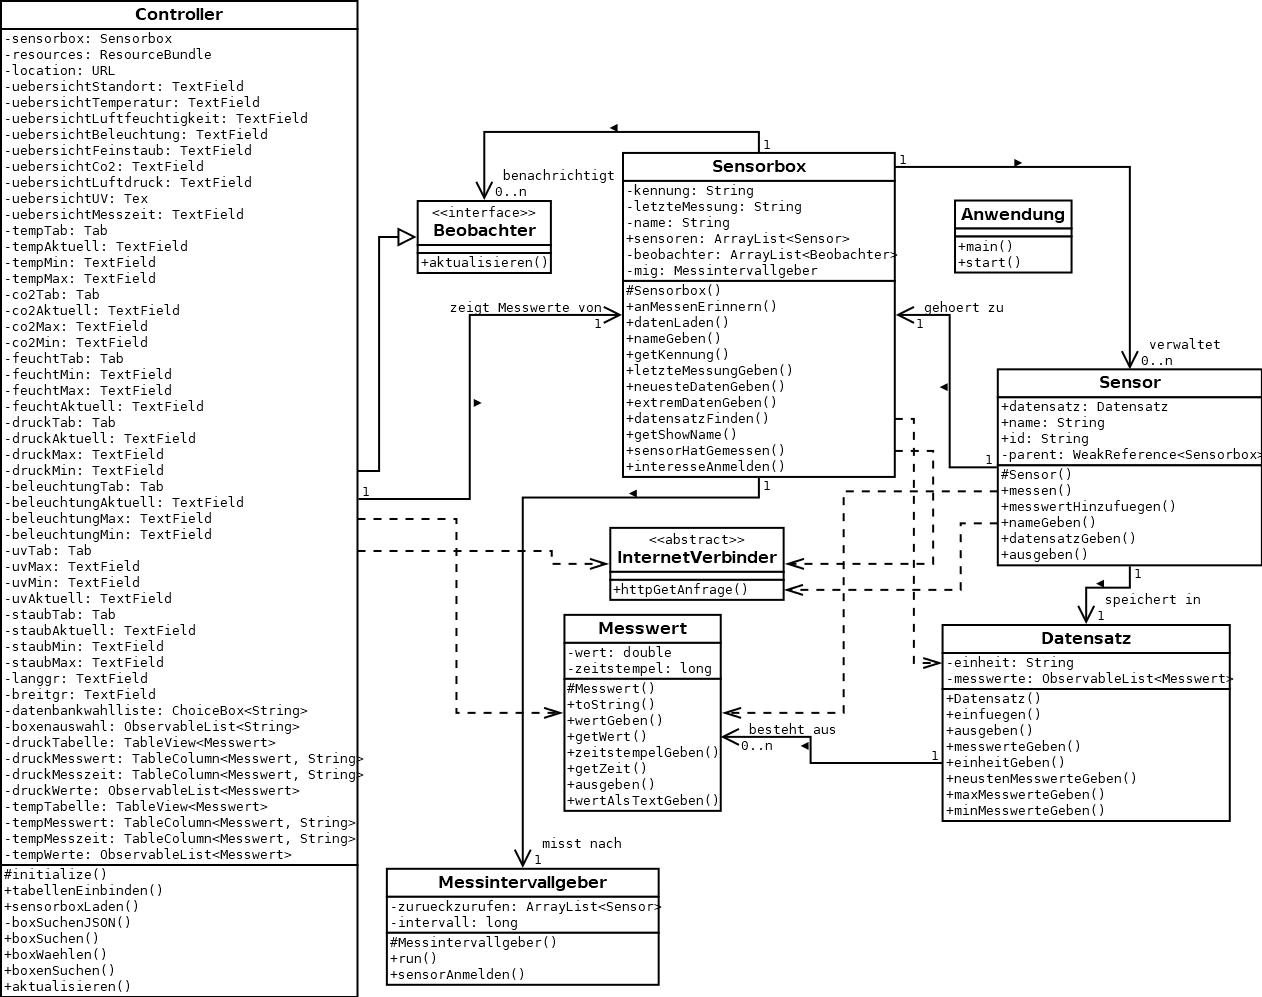 Controller
-sensorbox: Sensorbox
-resources: ResourceBundle
-location: URL
-uebersichtStandort: TextField
-uebersichtTemperatur: TextField
-uebersichtLuftfeuchtigkeit: TextField
-uebersichtBeleuchtung: TextField
-uebersichtFeinstaub: TextField
-uebersichtCo2: TextField
-uebersichtLuftdruck: TextField
-uebersichtUV: Tex
-uebersichtMesszeit: TextField
-tempTab: Tab
-tempAktuell: TextField
-tempMin: TextField
-tempMax: TextField
-co2Tab: Tab
-co2Aktuell: TextField
-co2Max: TextField
-co2Min: TextField
-feuchtTab: Tab
-feuchtMin: TextField
-feuchtMax: TextField
-feuchtAktuell: TextField
-druckTab: Tab
-druckAktuell: TextField
-druckMax: TextField
-druckMin: TextField
-beleuchtungTab: Tab
-beleuchtungAktuell: TextField
-beleuchtungMax: TextField
-beleuchtungMin: TextField
-uvTab: Tab
-uvMax: TextField
-uvMin: TextField
-uvAktuell: TextField
-staubTab: Tab
-staubAktuell: TextField
-staubMin: TextField
-staubMax: TextField
-langgr: TextField
-breitgr: TextField
-datenbankwahlliste: ChoiceBox<String>
-boxenauswahl: ObservableList<String>
-druckTabelle: TableView<Messwert>
-druckMesswert: TableColumn<Messwert, String>
-druckMesszeit: TableColumn<Messwert, String>
-druckWerte: ObservableList<Messwert>
-tempTabelle: TableView<Messwert>
-tempMesswert: TableColumn<Messwert, String>
-tempMesszeit: TableColumn<Messwert, String>
-tempWerte: ObservableList<Messwert>
#initialize()
+tabellenEinbinden()
+sensorboxLaden()
-boxSuchenJSON()
+boxSuchen()
+boxWaehlen()
+boxenSuchen()
+aktualisieren()
benachrichtigt
1
0..n
<<interface>>
Beobachter
+aktualisieren()
zeigt Messwerte von
1
1
Sensorbox
-kennung: String
-letzteMessung: String
-name: String
+sensoren: ArrayList<Sensor>
-beobachter: ArrayList<Beobachter>
-mig: Messintervallgeber
#Sensorbox()
+anMessenErinnern()
+datenLaden()
+nameGeben()
+getKennung()
+letzteMessungGeben()
+neuesteDatenGeben()
+extremDatenGeben()
+datensatzFinden()
+getShowName()
+sensorHatGemessen()
+interesseAnmelden()
1
verwaltet
0..n
Anwendung
+main()
+start()
gehoert zu
1
1
Sensor
+datensatz: Datensatz
+name: String
+id: String
-parent: WeakReference<Sensorbox>
#Sensor()
+messen()
+messwertHinzufuegen()
+nameGeben()
+datensatzGeben()
+ausgeben()
1
speichert in
1
<<abstract>>
InternetVerbinder
+httpGetAnfrage()
Messwert
-wert: double
-zeitstempel: long
#Messwert()
+toString()
+wertGeben()
+getWert()
+zeitstempelGeben()
+getZeit()
+ausgeben()
+wertAlsTextGeben()
besteht aus
0..n
1
Datensatz
-einheit: String
-messwerte: ObservableList<Messwert>
+Datensatz()
+einfuegen()
+ausgeben()
+messwerteGeben()
+einheitGeben()
+neustenMesswerteGeben()
+maxMesswerteGeben()
+minMesswerteGeben()
1
misst nach
1
Messintervallgeber
-zurueckzurufen: ArrayList<Sensor>
-intervall: long
#Messintervallgeber()
+run()
+sensorAnmelden()